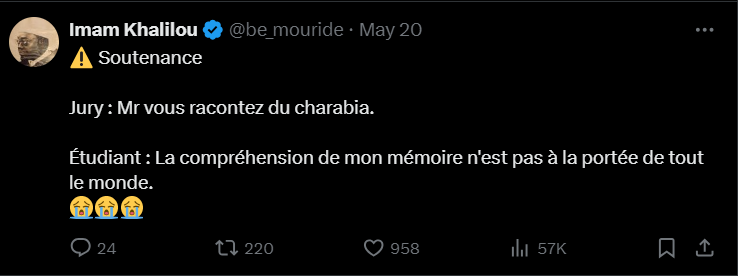 Imam Khalilou @be_mouride · May 20
⚠️ Soutenance
Jury : Mr vous racontez du charabia.
Étudiant : La compréhension de mon mémoire n'est pas à la portée de tout
le monde.
😭😭😭
24 220 958 57K